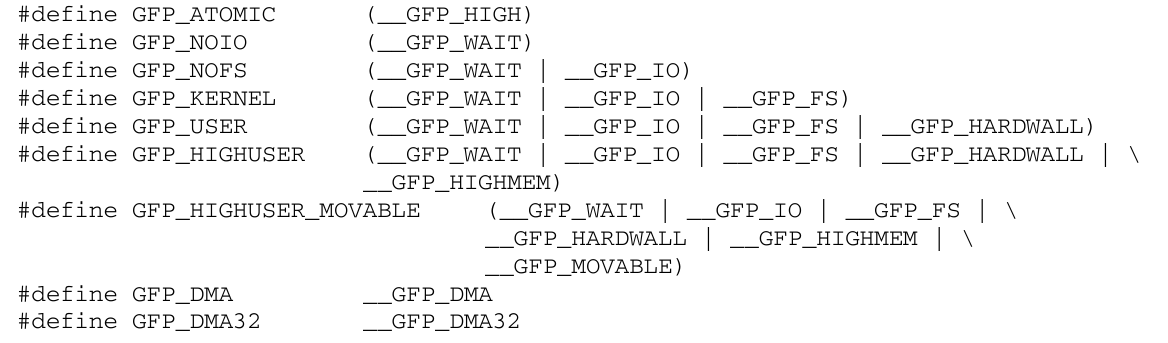 #define GFP_ATOMIC (__GFP_HIGH)
#define GFP_NOIO (__GFP_WAIT)
#define GFP_NOFS (__GFP_WAIT | __GFP_IO)
#define GFP_KERNEL (__GFP_WAIT | __GFP_IO | __GFP_FS)
#define GFP_USER (__GFP_WAIT | __GFP_IO | __GFP_FS | __GFP_HARDWALL)
#define GFP_HIGHUSER (__GFP_WAIT | __GFP_IO | __GFP_FS | __GFP_HARDWALL | \
__GFP_HIGHMEM)
#define GFP_HIGHUSER_MOVABLE (__GFP_WAIT | __GFP_IO | __GFP_FS | \
__GFP_HARDWALL | __GFP_HIGHMEM | \
__GFP_MOVABLE)
#define GFP_DMA __GFP_DMA
#define GFP_DMA32 __GFP_DMA32